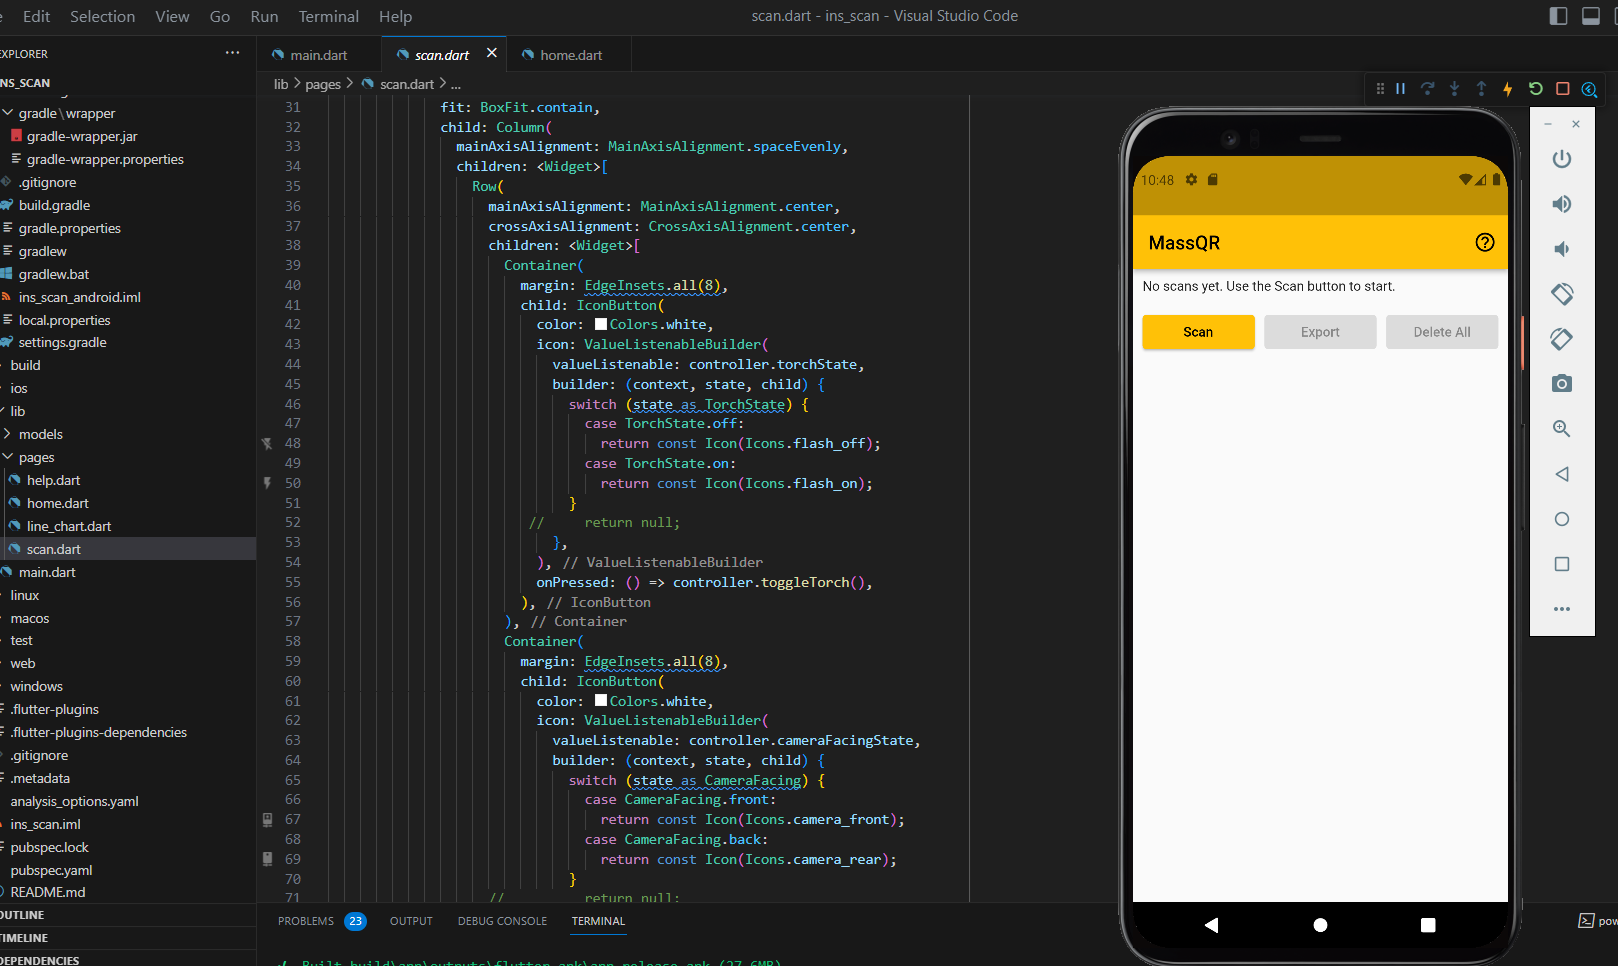 Edit Selection View Go Run Terminal Help
scan.dart - ins_scan - Visual Studio Code
EXPLORER
INS_SCAN
gradle\wrapper
gradle-wrapper.jar
gradle-wrapper.properties
.gitignore
build.gradle
gradle.properties
gradlew
gradlew.bat
ins_scan_android.iml
local.properties
settings.gradle
build
ios
lib
models
pages
help.dart
home.dart
line_chart.dart
scan.dart
main.dart
linux
macos
test
web
windows
.flutter-plugins
.flutter-plugins-dependencies
.gitignore
.metadata
analysis_options.yaml
ins_scan.iml
pubspec.lock
pubspec.yaml
README.md
OUTLINE
TIMELINE
DEPENDENCIES
main.dart scan.dart home.dart
lib > pages > scan.dart > ...
31 fit: BoxFit.contain,
32 child: Column(
33 mainAxisAlignment: MainAxisAlignment.spaceEvenly,
34 children: <Widget>[
35 Row(
36 mainAxisAlignment: MainAxisAlignment.center,
37 crossAxisAlignment: CrossAxisAlignment.center,
38 children: <Widget>[
39 Container(
40 margin: EdgeInsets.all(8),
41 child: IconButton(
42 color: Colors.white,
43 icon: ValueListenableBuilder(
44 valueListenable: controller.torchState,
45 builder: (context, state, child) {
46 switch (state as TorchState) {
47 case TorchState.off:
48 return const Icon(Icons.flash_off);
49 case TorchState.on:
50 return const Icon(Icons.flash_on);
51 }
52 // return null;
53 },
54 ), // ValueListenableBuilder
55 onPressed: () => controller.toggleTorch(),
56 ), // IconButton
57 ), // Container
58 Container(
59 margin: EdgeInsets.all(8),
60 child: IconButton(
61 color: Colors.white,
62 icon: ValueListenableBuilder(
63 valueListenable: controller.cameraFacingState,
64 builder: (context, state, child) {
65 switch (state as CameraFacing) {
66 case CameraFacing.front:
67 return const Icon(Icons.camera_front);
68 case CameraFacing.back:
69 return const Icon(Icons.camera_rear);
70 }
71 // return null;
PROBLEMS 23 OUTPUT DEBUG CONSOLE TERMINAL
pow
Built build\app\outputs\flutter-apk\app-release.apk (27.6MB)
10:48
MassQR
No scans yet. Use the Scan button to start.
Scan Export Delete All